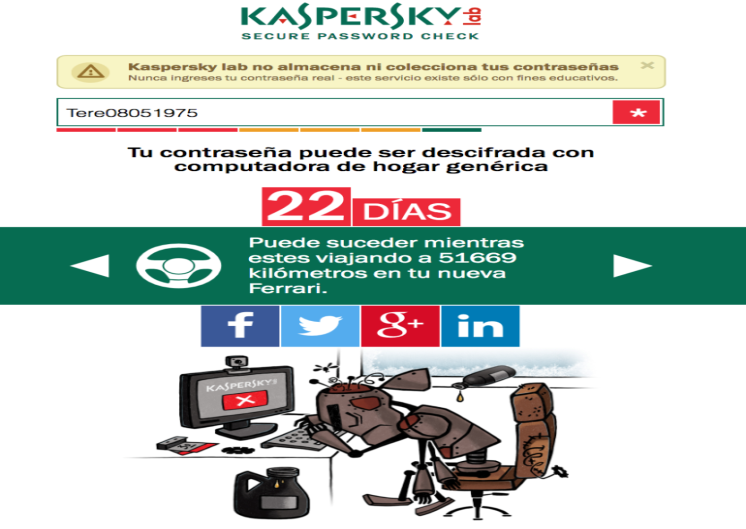 KASPERSKY lab
SECURE PASSWORD CHECK
Kaspersky lab no almacena ni colecciona tus contraseñas
Nunca ingreses tu contraseña real - este servicio existe sólo con fines educativos.
Tere08051975
*
Tu contraseña puede ser descifrada con
computadora de hogar genérica
22 DÍAS
Puede suceder mientras
estes viajando a 51669
kilómetros en tu nueva
Ferrari.
f
g+
in
KASPERSKY lab